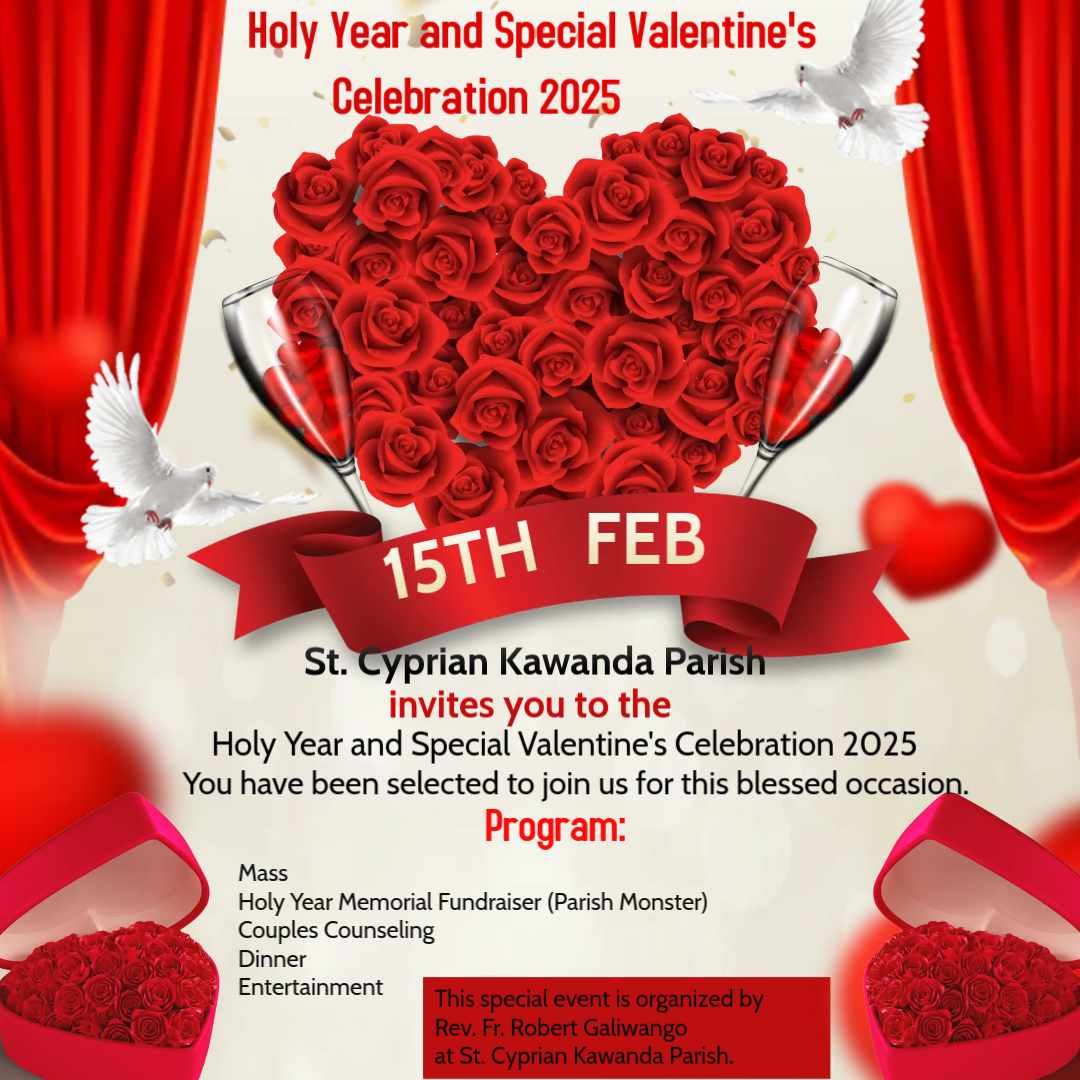 Holy Year and Special Valentine's
Celebration 2025
15TH FEB
St. Cyprian Kawanda Parish
invites you to the
Holy Year and Special Valentine's Celebration 2025
You have been selected to join us for this blessed occasion.
Program:
Mass
Holy Year Memorial Fundraiser (Parish Monster)
Couples Counseling
Dinner
Entertainment
This special event is organized by
Rev. Fr. Robert Galiwango
at St. Cyprian Kawanda Parish.